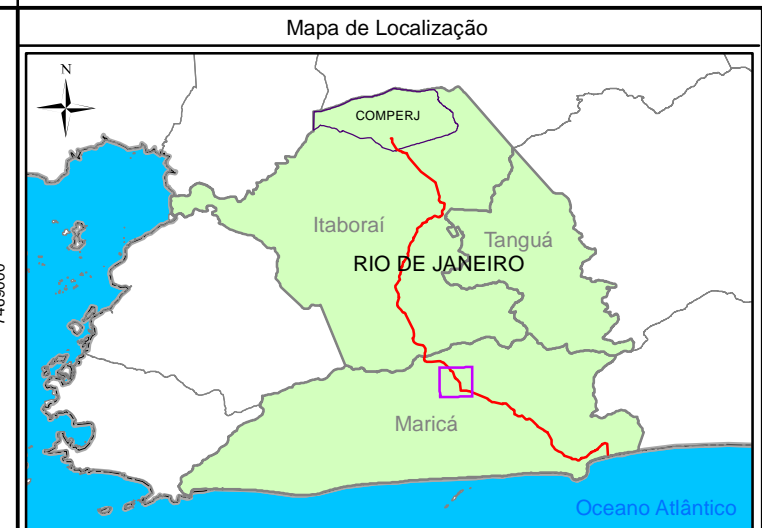 Mapa de Localização
N
COMPERJ
Itaboraí
Tanguá
RIO DE JANEIRO
Maricá
Oceano Atlântico